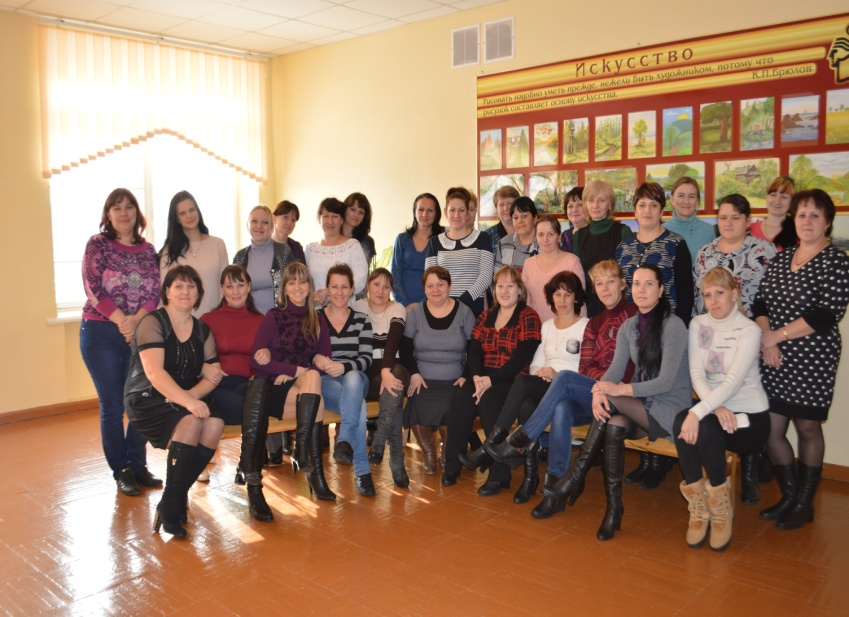 Искусство
Рисовать надобно уметь прежде, нежели быть художником, потому что
рисунок составляет основу искусства.
К.П.Брюлов